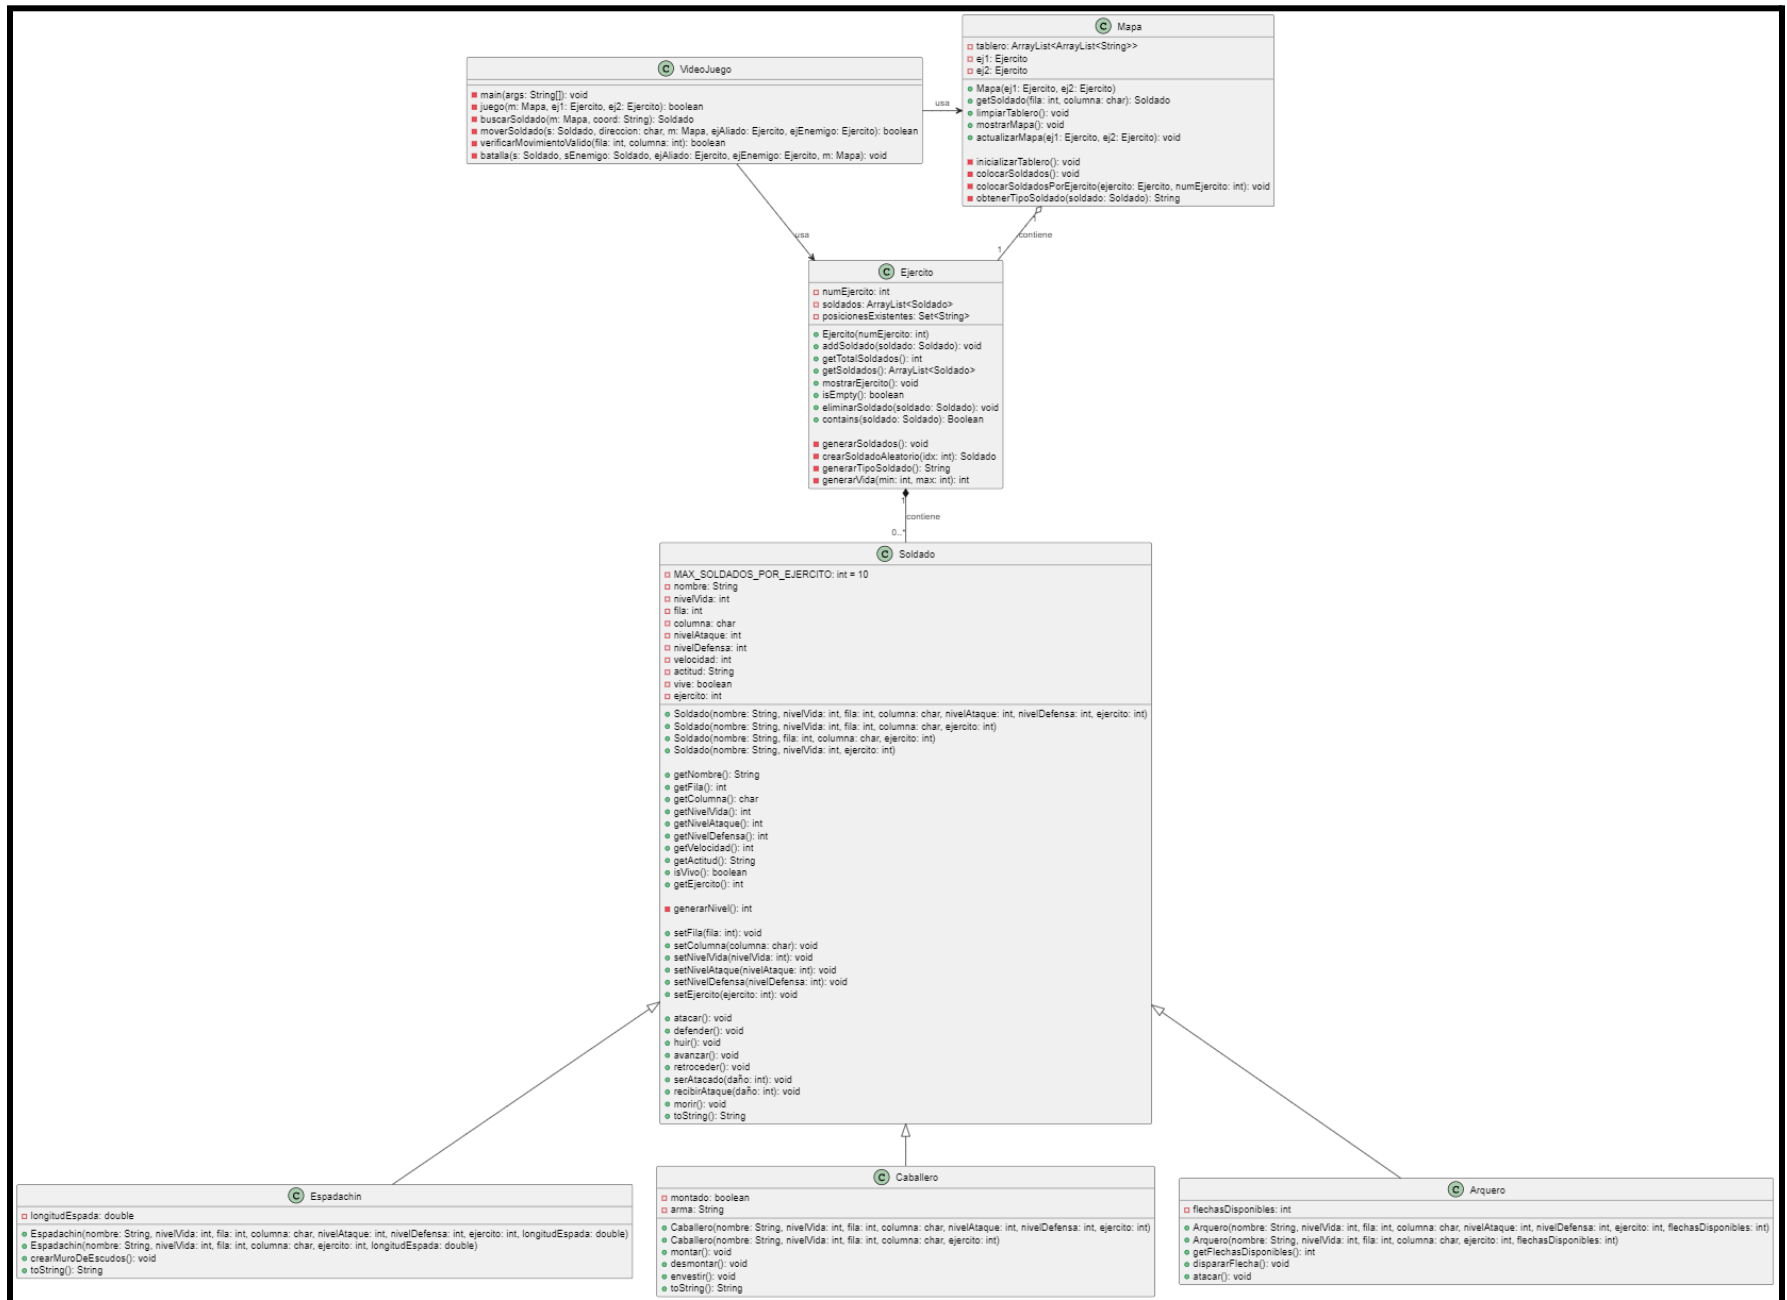 C VideoJuego
main(args: String[]): void
juego(m: Mapa, ej1: Ejercito, ej2: Ejercito): boolean
buscarSoldado(m: Mapa, coord: String): Soldado
moverSoldado(s: Soldado, direccion: char, m: Mapa, ejAliado: Ejercito, ejEnemigo: Ejercito): boolean
verificarMovimientoValido(fila: int, columna: int): boolean
batalla(s: Soldado, sEnemigo: Soldado, ejAliado: Ejercito, ejEnemigo: Ejercito, m: Mapa): void
usa
C Mapa
tablero: ArrayList<ArrayList<String>>
ej1: Ejercito
ej2: Ejercito
Mapa(ej1: Ejercito, ej2: Ejercito)
getSoldado(fila: int, columna: char): Soldado
limpiarTablero(): void
mostrarMapa(): void
actualizarMapa(ej1: Ejercito, ej2: Ejercito): void
inicializarTablero(): void
colocarSoldados(): void
colocarSoldadosPorEjercito(ejercito: Ejercito, numEjercito: int): void
obtenerTipoSoldado(soldado: Soldado): String
1
contiene
1
usa
C Ejercito
numEjercito: int
soldados: ArrayList<Soldado>
posicionesExistentes: Set<String>
Ejercito(numEjercito: int)
addSoldado(soldado: Soldado): void
getTotalSoldados(): int
getSoldados(): ArrayList<Soldado>
mostrarEjercito(): void
isEmpty(): boolean
eliminarSoldado(soldado: Soldado): void
contains(soldado: Soldado): Boolean
generarSoldados(): void
crearSoldadoAleatorio(idx: int): Soldado
generarTipoSoldado(): String
generarVida(min: int, max: int): int
1
contiene
0..*
C Soldado
MAX_SOLDADOS_POR_EJERCITO: int = 10
nombre: String
nivelVida: int
fila: int
columna: char
nivelAtaque: int
nivelDefensa: int
velocidad: int
actitud: String
vive: boolean
ejercito: int
Soldado(nombre: String, nivelVida: int, fila: int, columna: char, nivelAtaque: int, nivelDefensa: int, ejercito: int)
Soldado(nombre: String, nivelVida: int, fila: int, columna: char, ejercito: int)
Soldado(nombre: String, fila: int, columna: char, ejercito: int)
Soldado(nombre: String, nivelVida: int, ejercito: int)
getNombre(): String
getFila(): int
getColumna(): char
getNivelVida(): int
getNivelAtaque(): int
getNivelDefensa(): int
getVelocidad(): int
getActitud(): String
isVivo(): boolean
getEjercito(): int
generarNivel(): int
setFila(fila: int): void
setColumna(columna: char): void
setNivelVida(nivelVida: int): void
setNivelAtaque(nivelAtaque: int): void
setNivelDefensa(nivelDefensa: int): void
setEjercito(ejercito: int): void
atacar(): void
defender(): void
huir(): void
avanzar(): void
retroceder(): void
serAtacado(daño: int): void
recibirAtaque(daño: int): void
morir(): void
toString(): String
C Espadachin
longitudEspada: double
Espadachin(nombre: String, nivelVida: int, fila: int, columna: char, nivelAtaque: int, nivelDefensa: int, ejercito: int, longitudEspada: double)
Espadachin(nombre: String, nivelVida: int, fila: int, columna: char, ejercito: int, longitudEspada: double)
crearMuroDeEscudos(): void
toString(): String
C Caballero
montado: boolean
arma: String
Caballero(nombre: String, nivelVida: int, fila: int, columna: char, nivelAtaque: int, nivelDefensa: int, ejercito: int)
Caballero(nombre: String, nivelVida: int, fila: int, columna: char, ejercito: int)
montar(): void
desmontar(): void
envestir(): void
toString(): String
C Arquero
flechasDisponibles: int
Arquero(nombre: String, nivelVida: int, fila: int, columna: char, nivelAtaque: int, nivelDefensa: int, ejercito: int, flechasDisponibles: int)
Arquero(nombre: String, nivelVida: int, fila: int, columna: char, ejercito: int, flechasDisponibles: int)
getFlechasDisponibles(): int
dispararFlecha(): void
atacar(): void